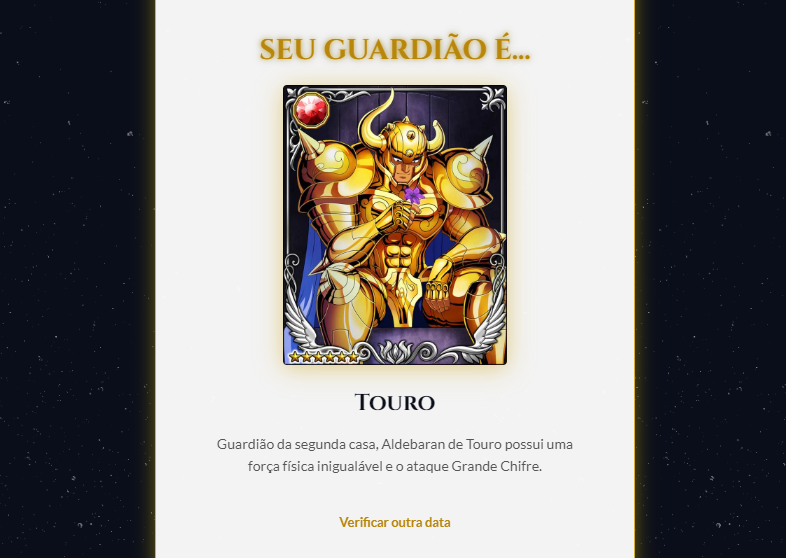 SEU GUARDIÃO É...
Touro
Guardião da segunda casa, Aldebaran de Touro possui uma
força física inigualável e o ataque Grande Chifre.
Verificar outra data